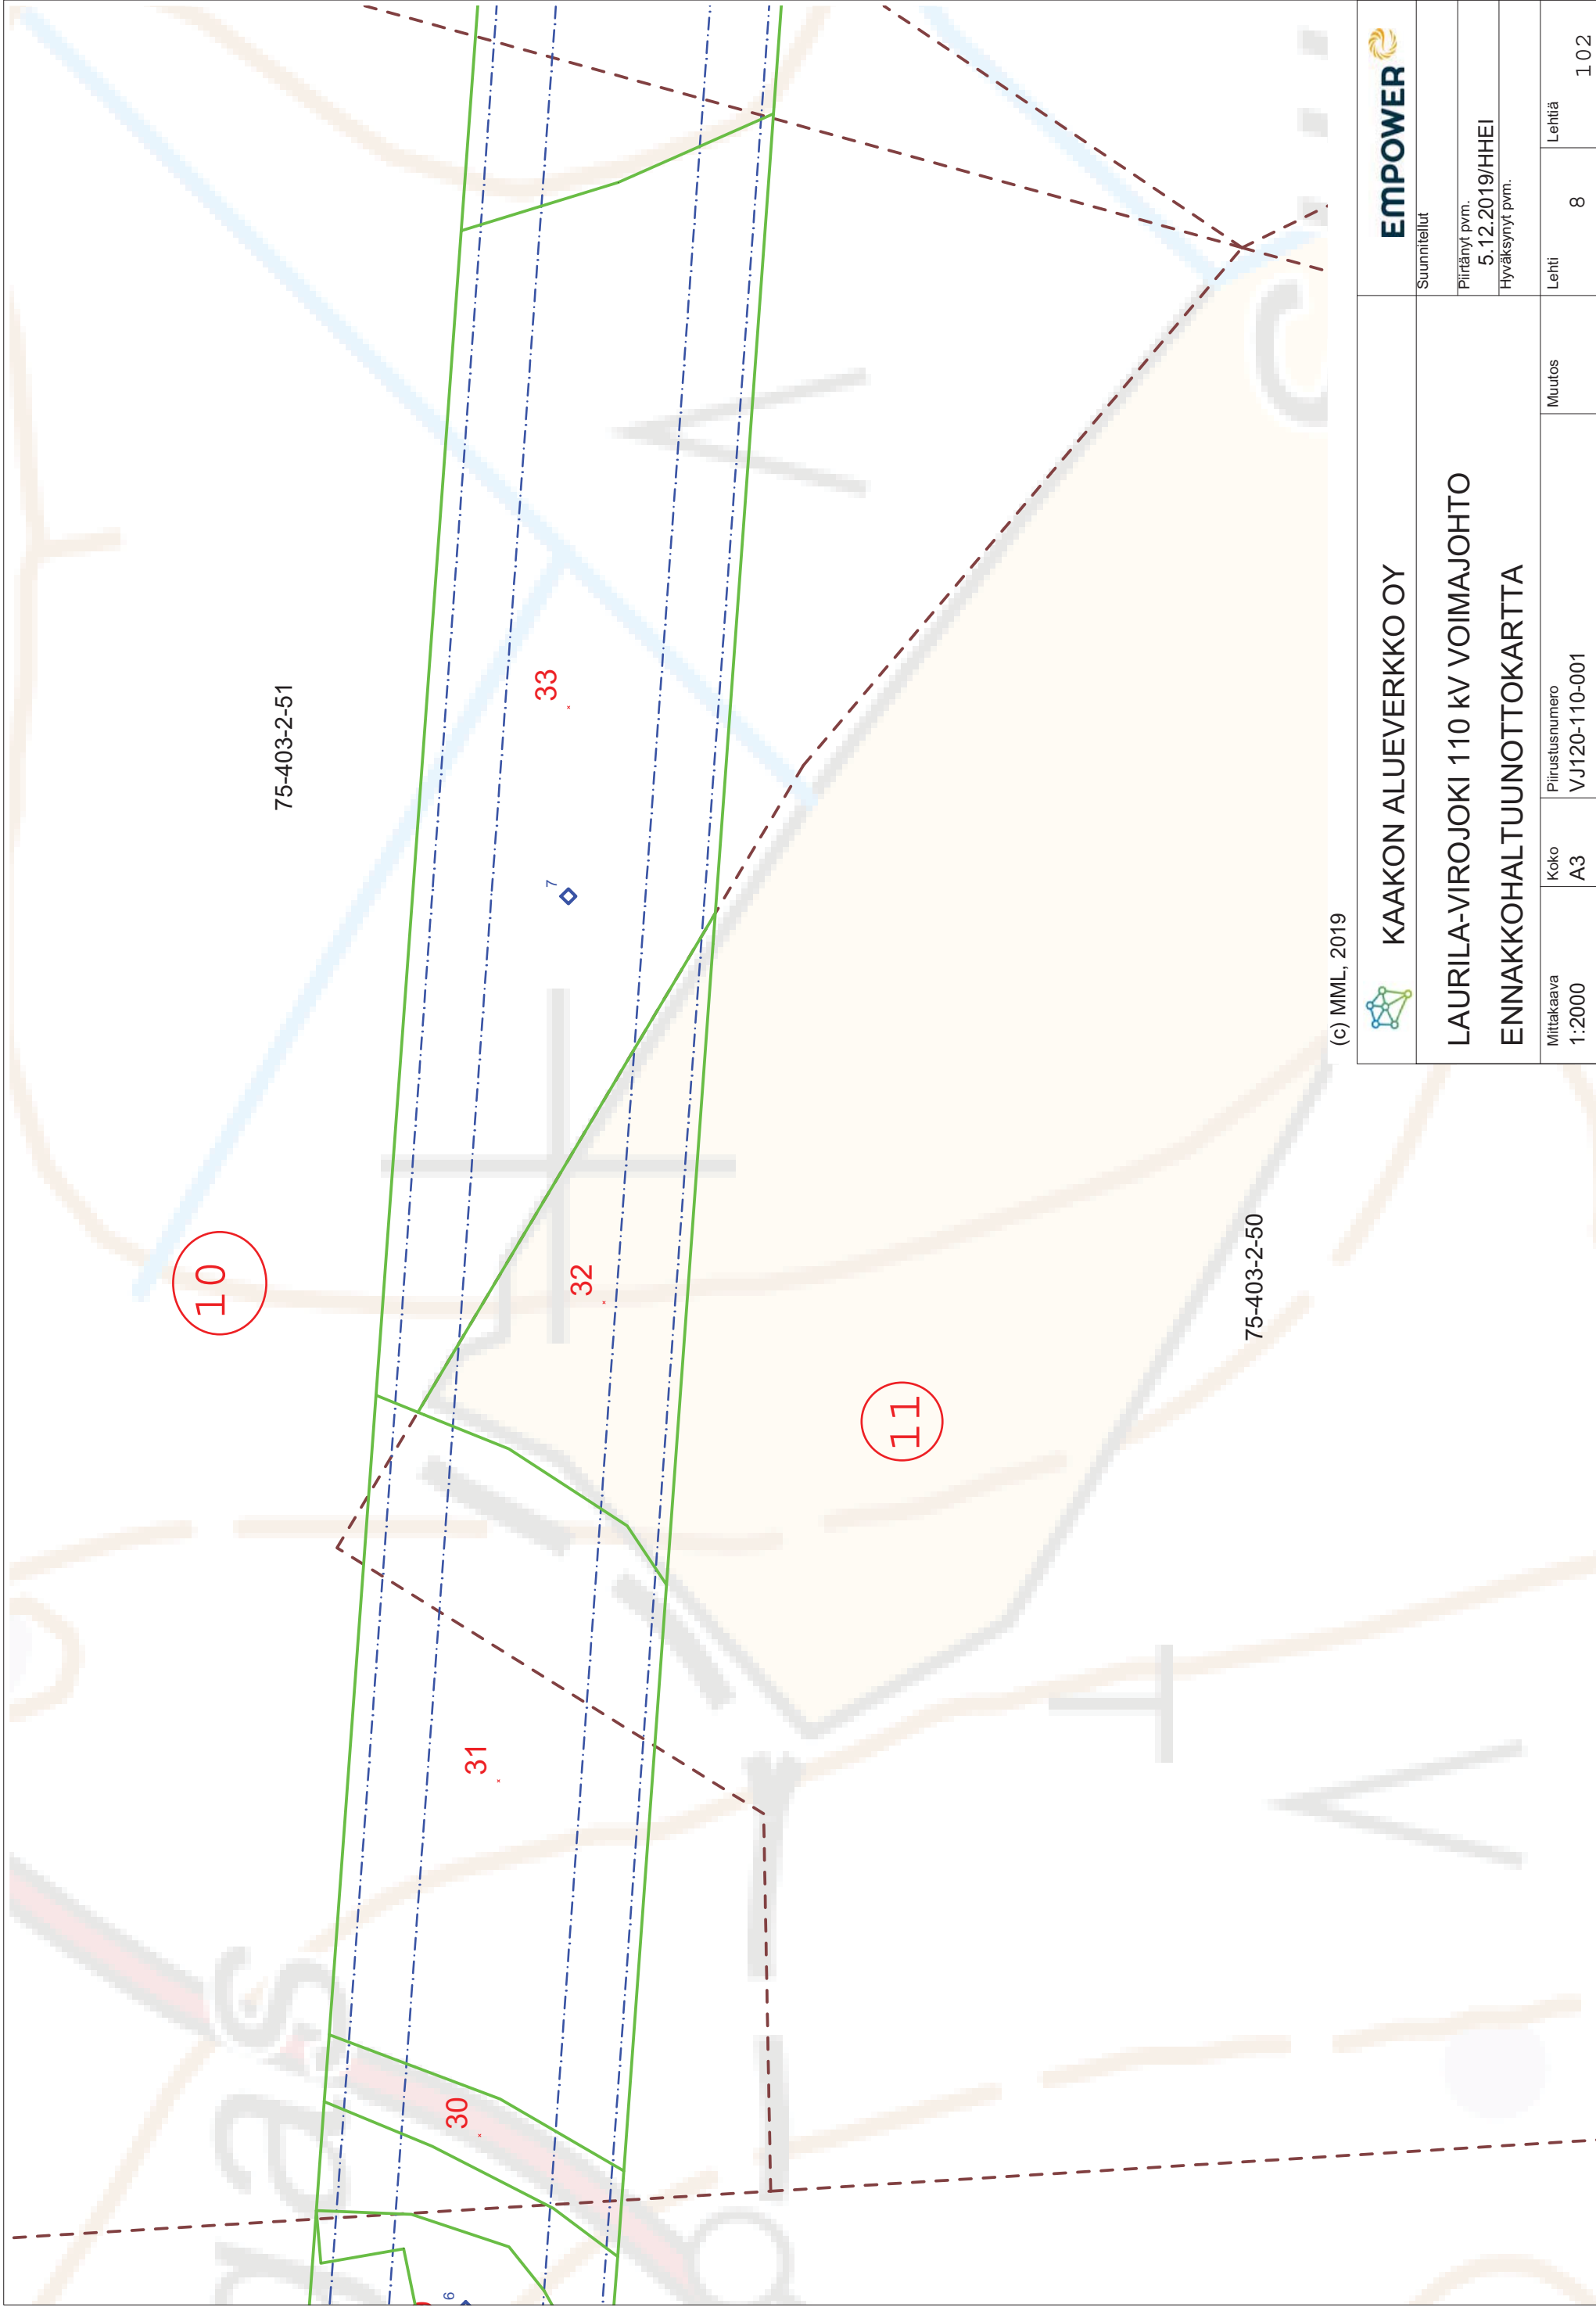 75-403-2-51
10
33
7
32
31
30
6
11
75-403-2-50
gas
(c) MML, 2019
KAAKON ALUEVERKKO OY
EMPOWER
LAURILA-VIROJOKI 110 kV VOIMAJOHTO
ENNAKKOHALTUUNOTTOKARTTA
Suunnitellut
Piirtänyt pvm.
5.12.2019/HHEI
Hyväksynyt pvm.
Mittakaava
1:2000
Koko
A3
Piirustusnumero
VJ120-110-001
Muutos
Lehti
8
Lehtiä
102